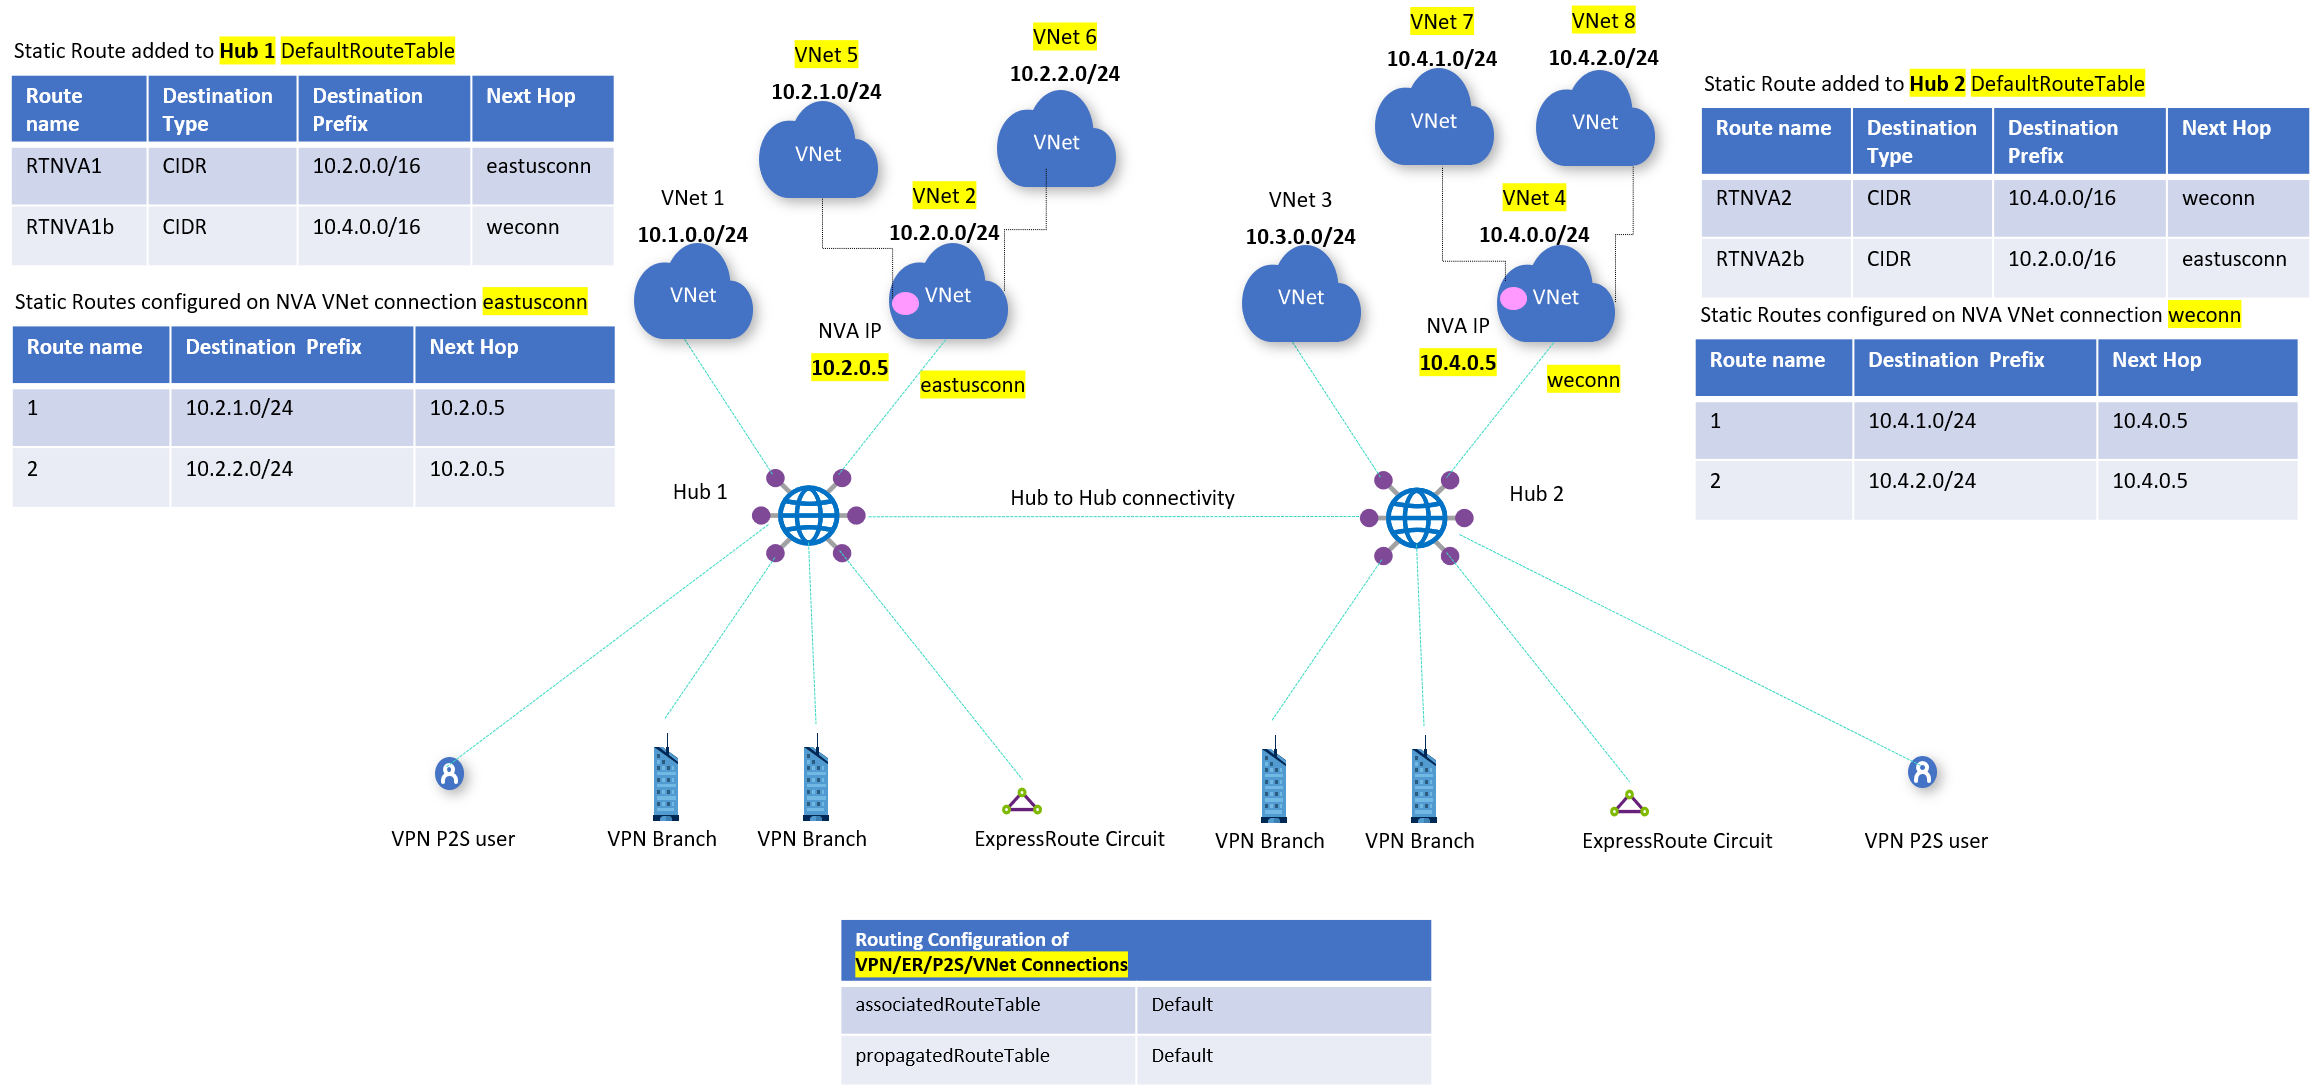 Static Route added to Hub 1 DefaultRouteTable
Route name Destination Type Destination Prefix Next Hop
RTNVA1 CIDR 10.2.0.0/16 eastusconn
RTNVA1b CIDR 10.4.0.0/16 weconn
Static Routes configured on NVA VNet connection eastusconn
Route name Destination Prefix Next Hop
1 10.2.1.0/24 10.2.0.5
2 10.2.2.0/24 10.2.0.5
VNet 5
10.2.1.0/24
VNet
VNet 6
10.2.2.0/24
VNet
VNet 1
10.1.0.0/24
VNet
VNet 2
10.2.0.0/24
VNet
NVA IP
10.2.0.5
eastusconn
VNet 7
10.4.1.0/24
VNet
VNet 8
10.4.2.0/24
VNet
VNet 3
10.3.0.0/24
VNet
VNet 4
10.4.0.0/24
VNet
NVA IP
10.4.0.5
weconn
Static Route added to Hub 2 DefaultRouteTable
Route name Destination Type Destination Prefix Next Hop
RTNVA2 CIDR 10.4.0.0/16 weconn
RTNVA2b CIDR 10.2.0.0/16 eastusconn
Static Routes configured on NVA VNet connection weconn
Route name Destination Prefix Next Hop
1 10.4.1.0/24 10.4.0.5
2 10.4.2.0/24 10.4.0.5
Hub 1
Hub to Hub connectivity
Hub 2
VPN P2S user
VPN Branch
VPN Branch
ExpressRoute Circuit
VPN Branch
VPN Branch
ExpressRoute Circuit
VPN P2S user
Routing Configuration of
VPN/ER/P2S/VNet Connections
associatedRouteTable Default
propagatedRouteTable Default